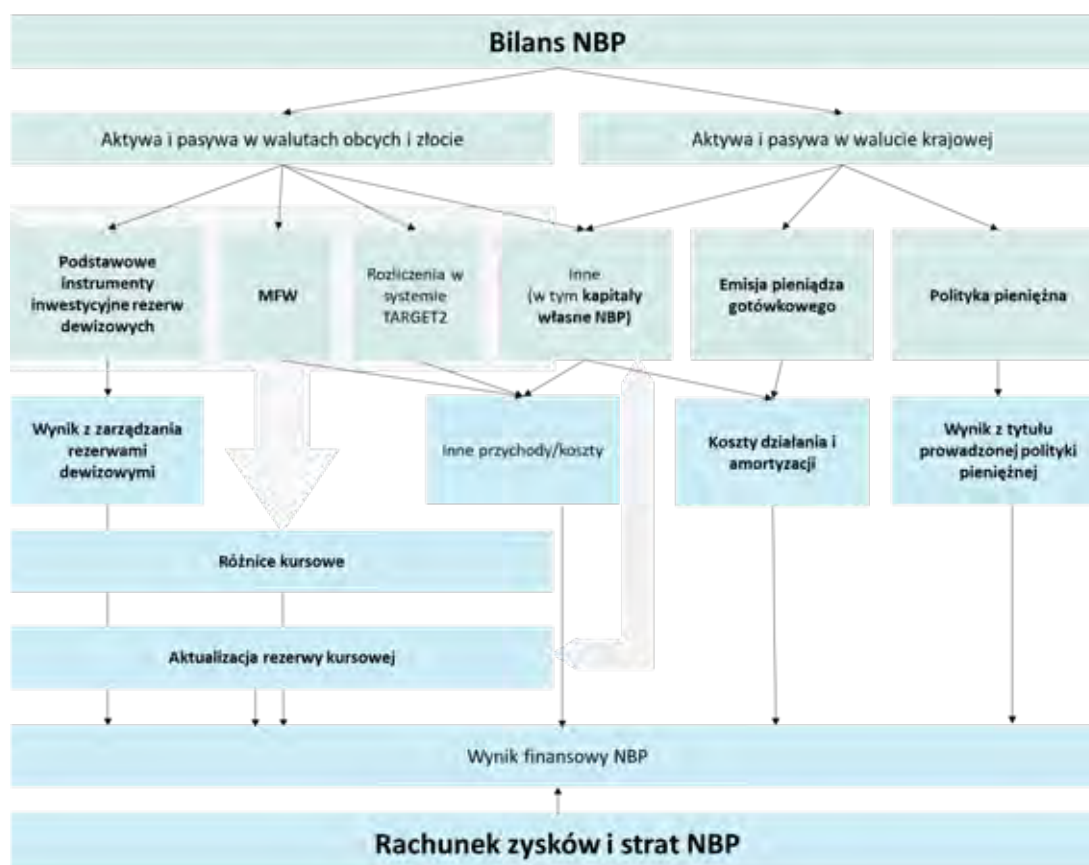 Bilans NBP
Aktywa i pasywa w walutach obcych i złocie
Aktywa i pasywa w walucie krajowej
Podstawowe
instrumenty
inwestycyjne rezerw
dewizowych
MFW
Rozliczenia w
systemie
TARGET2
Inne
(w tym kapitały
własne NBP)
Emisja pieniądza
gotówkowego
Polityka pieniężna
Wynik z zarządzania
rezerwami
dewizowymi
Inne przychody/koszty
Koszty działania i
amortyzacji
Wynik z tytułu
prowadzonej polityki
pieniężnej
Różnice kursowe
Aktualizacja rezerwy kursowej
Wynik finansowy NBP
Rachunek zysków i strat NBP